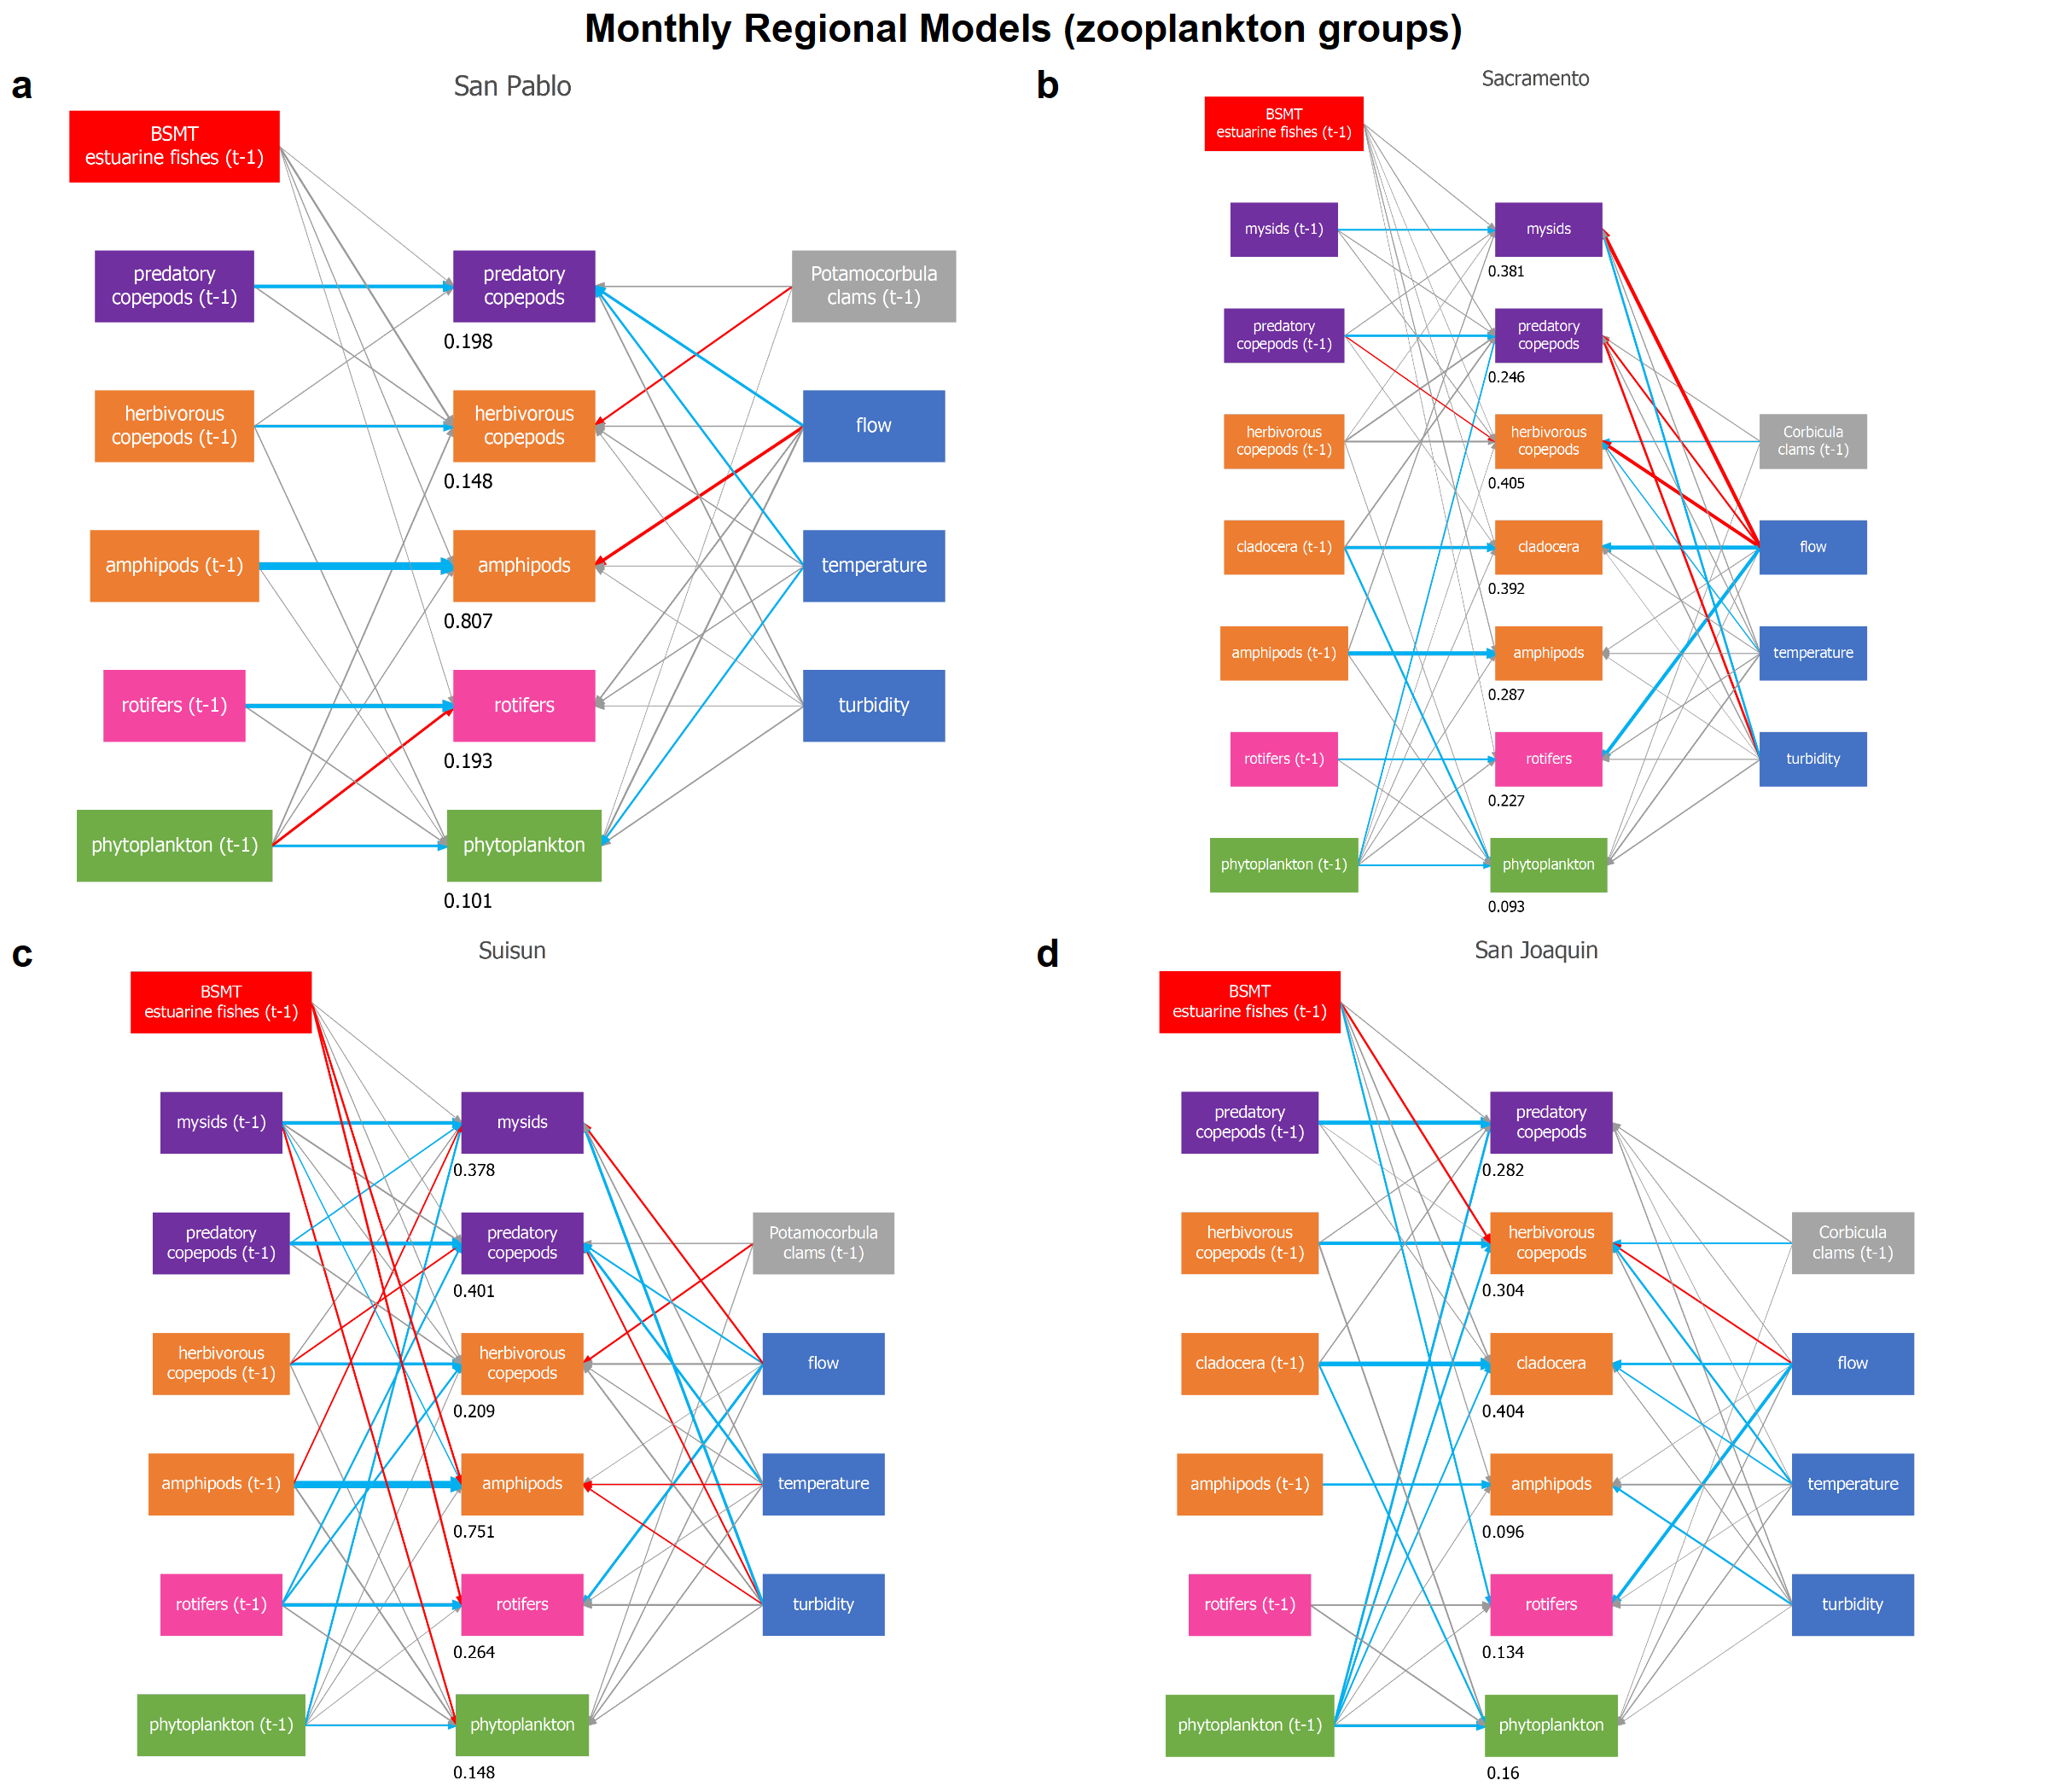 Monthly Regional Models (zooplankton groups)
a
San Pablo
BSMT
estuarine fishes (t-1)
predatory
copepods (t-1)
herbivorous
copepods (t-1)
amphipods (t-1)
rotifers (t-1)
phytoplankton (t-1)
predatory
copepods
0.198
herbivorous
copepods
0.148
amphipods
0.807
rotifers
0.193
phytoplankton
0.101
Potamocorbula
clams (t-1)
flow
temperature
turbidity
b
Sacramento
BSMT
estuarine fishes (t-1)
mysids (t-1)
predatory
copepods (t-1)
herbivorous
copepods (t-1)
cladocera (t-1)
amphipods (t-1)
rotifers (t-1)
phytoplankton (t-1)
mysids
0.381
predatory
copepods
0.246
herbivorous
copepods
0.405
cladocera
0.392
amphipods
0.287
rotifers
0.227
phytoplankton
0.093
Corbicula
clams (t-1)
flow
temperature
turbidity
c
Suisun
BSMT
estuarine fishes (t-1)
mysids (t-1)
predatory
copepods (t-1)
herbivorous
copepods (t-1)
amphipods (t-1)
rotifers (t-1)
phytoplankton (t-1)
mysids
0.378
predatory
copepods
0.401
herbivorous
copepods
0.209
amphipods
0.751
rotifers
0.264
phytoplankton
0.148
Potamocorbula
clams (t-1)
flow
temperature
turbidity
d
San Joaquin
BSMT
estuarine fishes (t-1)
predatory
copepods (t-1)
herbivorous
copepods (t-1)
cladocera (t-1)
amphipods (t-1)
rotifers (t-1)
phytoplankton (t-1)
predatory
copepods
0.282
herbivorous
copepods
0.304
cladocera
0.404
amphipods
0.096
rotifers
0.134
phytoplankton
0.16
Corbicula
clams (t-1)
flow
temperature
turbidity